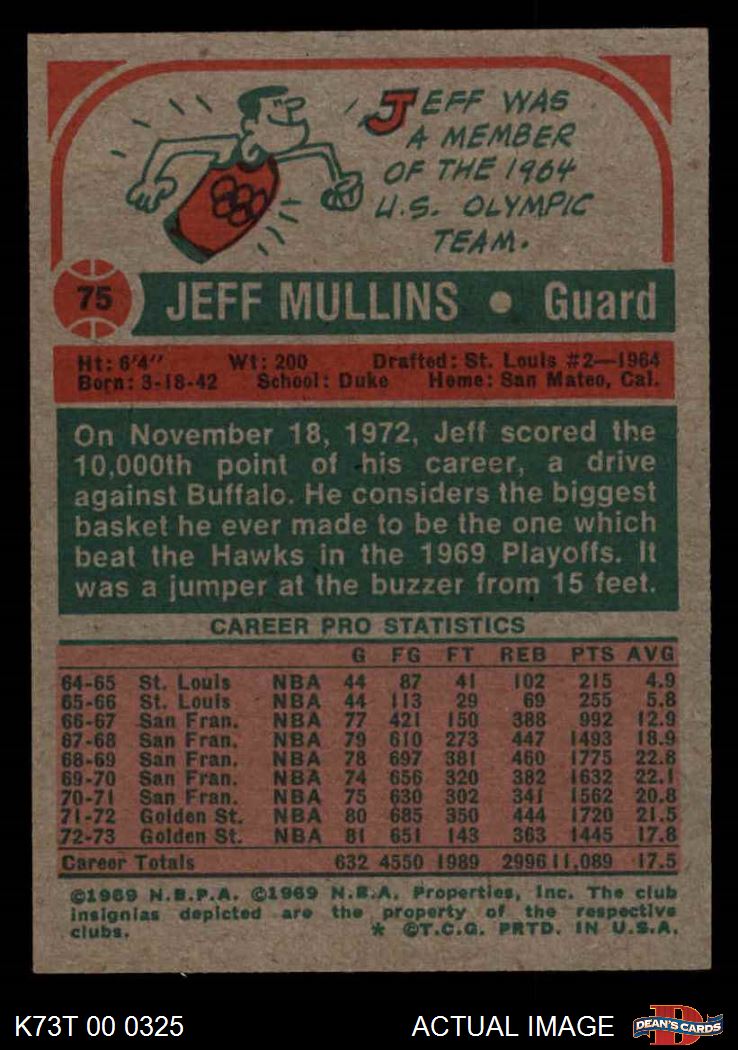 JEFF WAS
A MEMBER
OF THE 1964
U.S. OLYMPIC
TEAM.
75 JEFF MULLINS • Guard
Ht: 6'4" Wt: 200 Drafted: St. Louis #2—1964
Born: 3-18-42 School: Duke Home: San Mateo, Cal.
On November 18, 1972, Jeff scored the
10,000th point of his career, a drive
against Buffalo. He considers the biggest
basket he ever made to be the one which
beat the Hawks in the 1969 Playoffs. It
was a jumper at the buzzer from 15 feet.
CAREER PRO STATISTICS
G FG FT REB PTS AVG
64-65 St. Louis NBA 44 87 41 102 215 4.9
65-66 St. Louis NBA 44 113 29 69 255 5.8
66-67 San Fran. NBA 77 421 150 388 992 12.9
67-68 San Fran. NBA 79 610 273 447 1493 18.9
68-69 San Fran. NBA 78 697 381 460 1775 22.8
69-70 San Fran. NBA 74 656 320 382 1632 22.1
70-71 San Fran. NBA 75 630 302 341 1562 20.8
71-72 Golden St. NBA 80 685 350 444 1720 21.5
72-73 Golden St. NBA 81 651 143 363 1445 17.8
Career Totals 632 4550 1989 2996 11,089 17.5
©1969 N.B.P.A. ©1969 N.B.A. Properties, Inc. The club
insignias depicted are the property of the respective
clubs. * ©T.C.G. PRTD. IN U.S.A.
K73T 00 0325 ACTUAL IMAGE DEAN'S CARDS